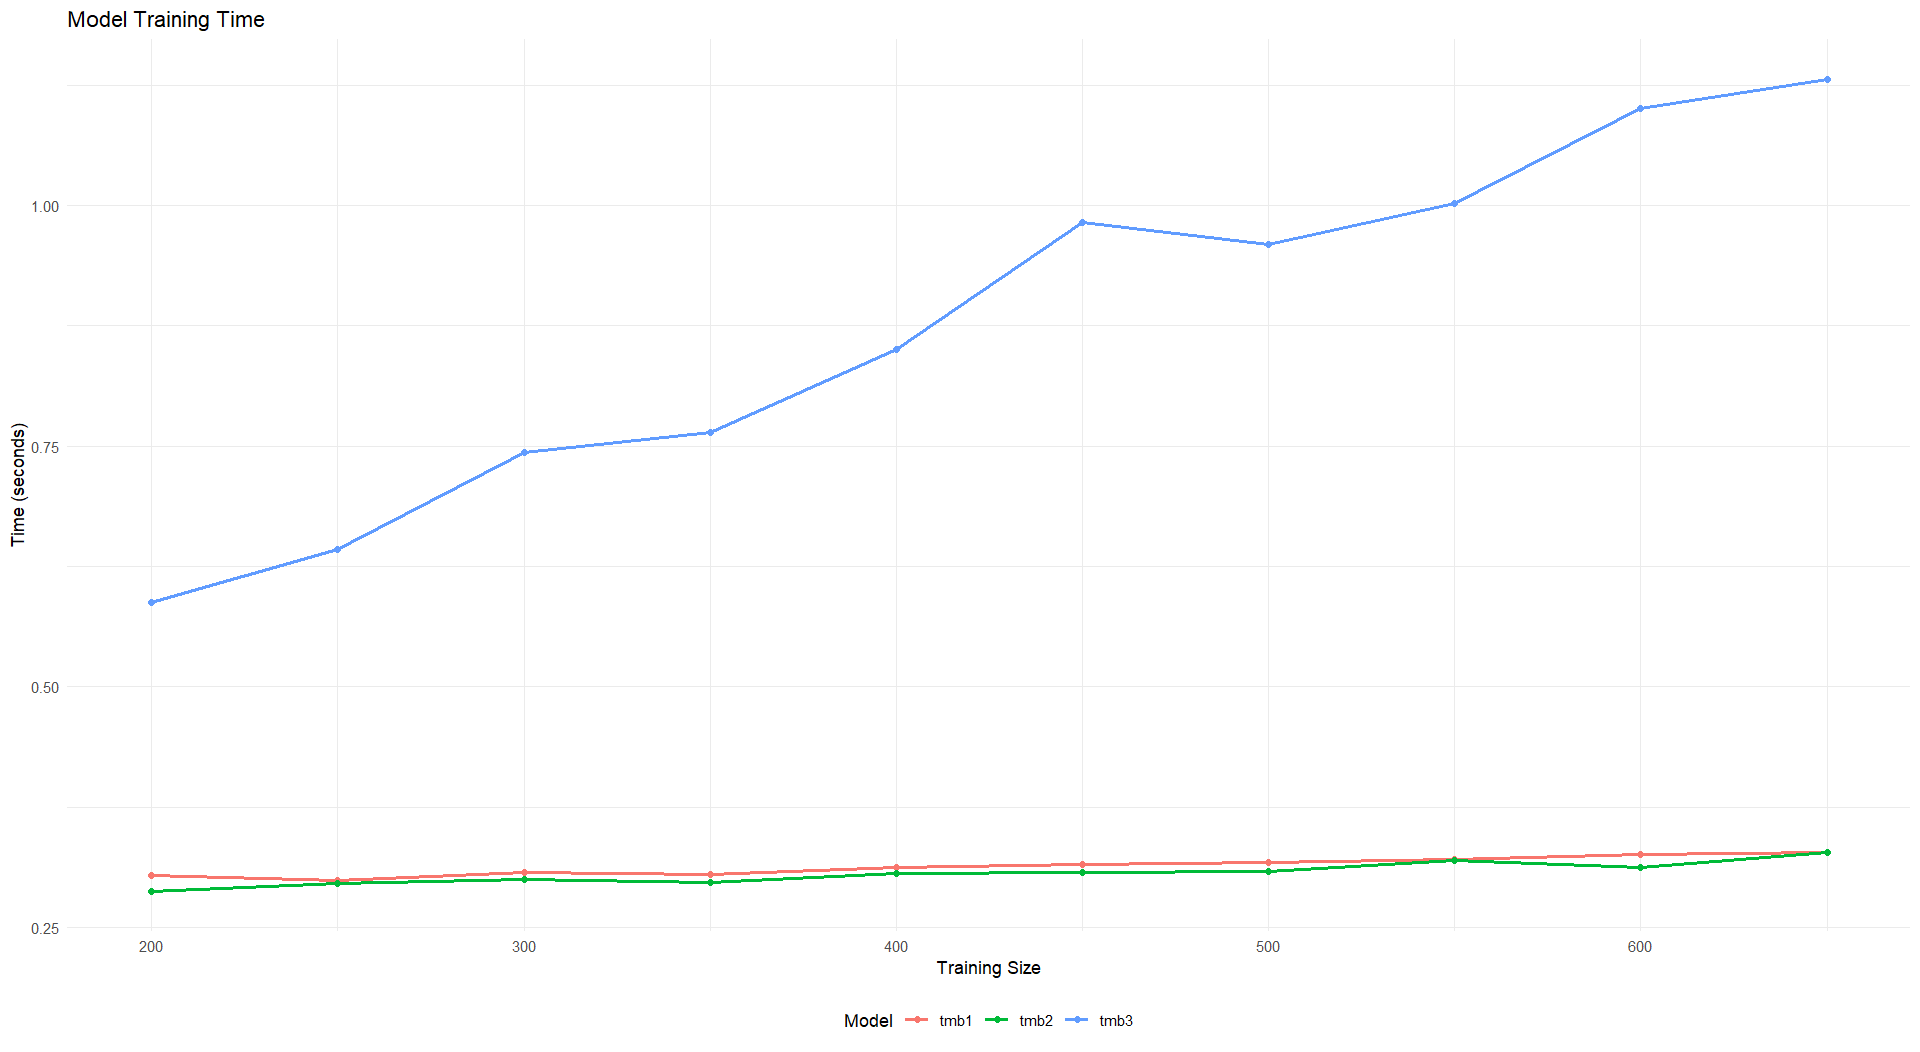 Model Training Time
Time (seconds)
1.00
0.75
0.50
0.25
200 300 400 500 600
Training Size
Model tmb1 tmb2 tmb3